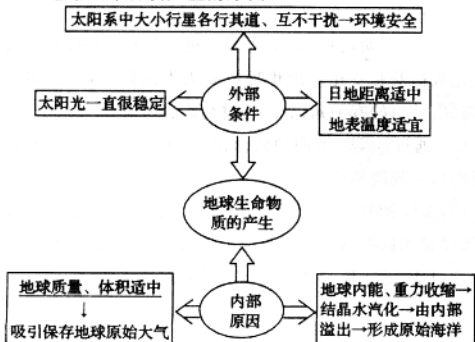 太阳系中大小行星各行其道、互不干扰→环境安全
太阳光一直很稳定
外部
条件
日地距离适中
↓
地表温度适宜
地球生命物
质的产生
地球质量、体积适中
↓
吸引保存地球原始大气
内部
原因
地球内能、重力收缩→
结晶水汽化→由内部
溢出→形成原始海洋